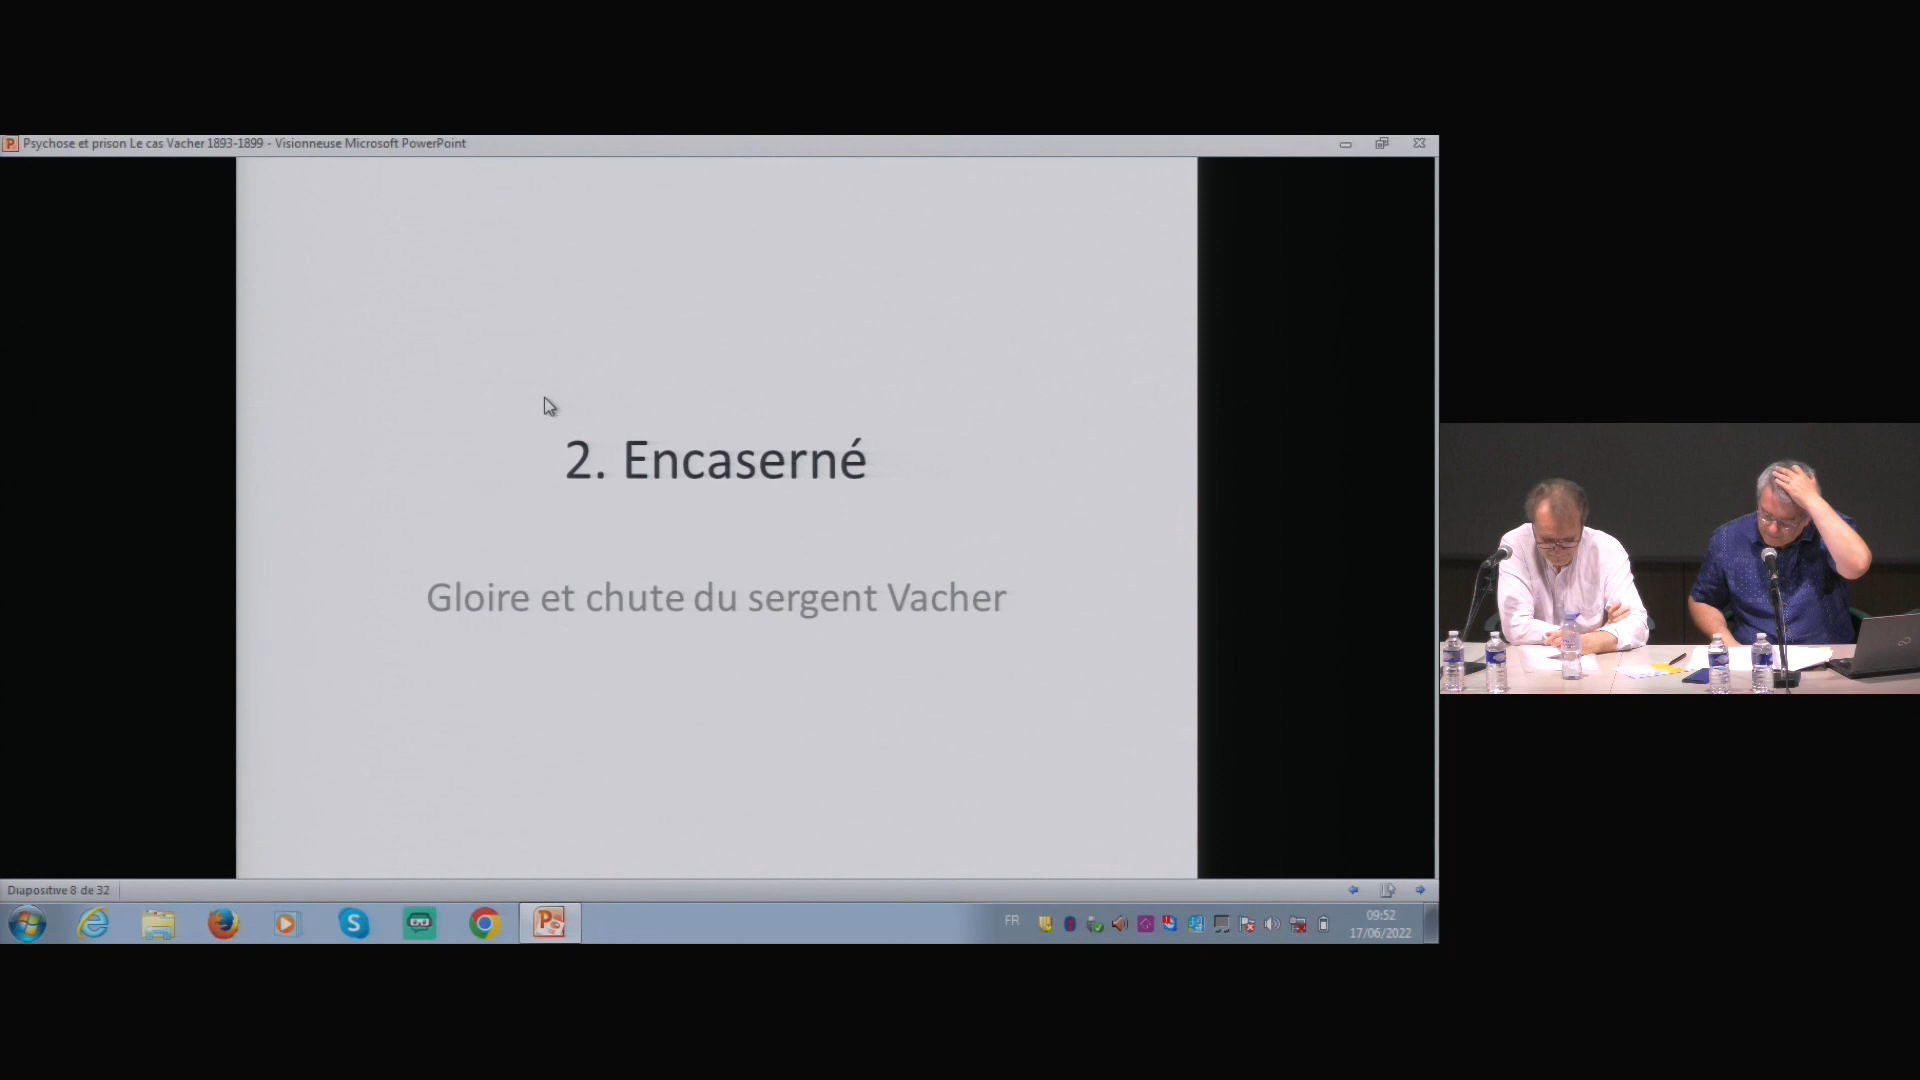 Psychose et prison Le cas Vacher 1893-1899 - Visionneuse Microsoft PowerPoint
2. Encaserné
Gloire et chute du sergent Vacher
Diapositive 8 de 32
FR
09:52
17/06/2022